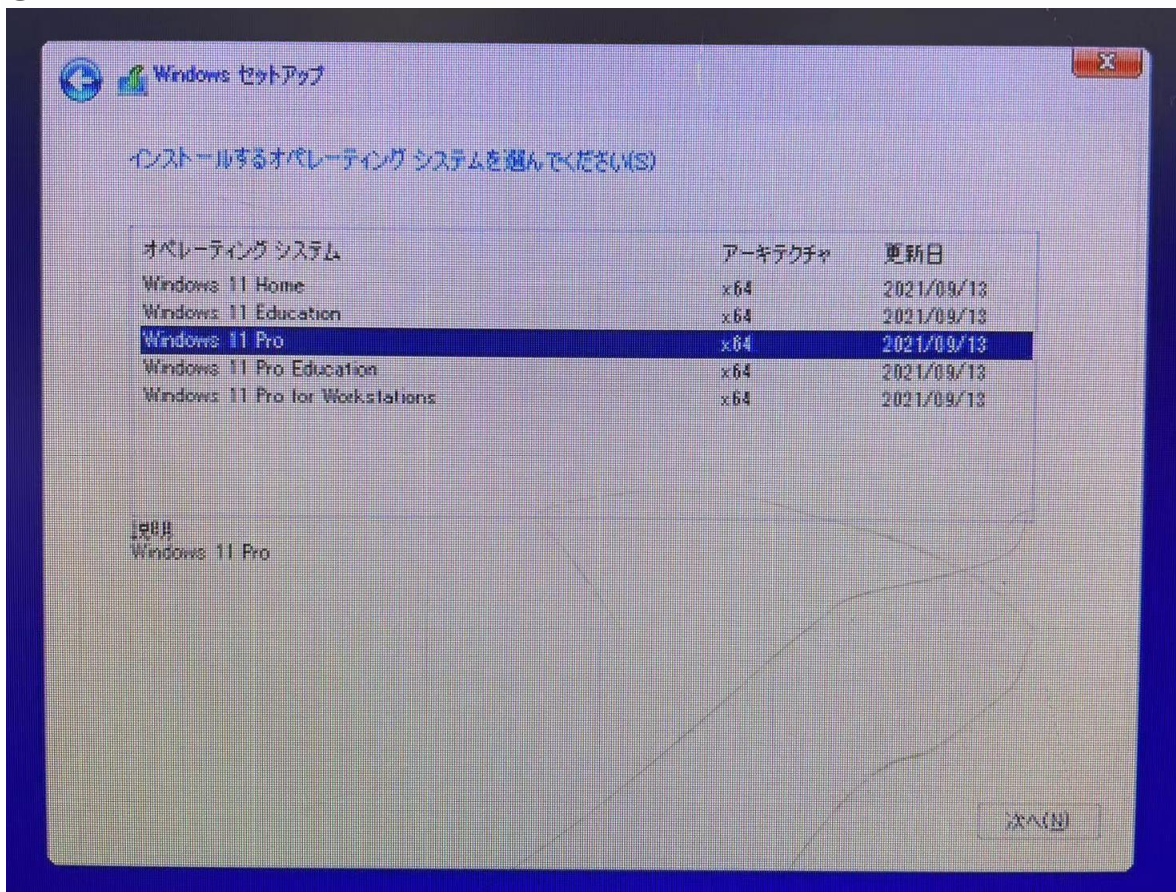 Windows セットアップ
インストールするオペレーティング システムを選んでください(S)
オペレーティング システム アーキテクチャ 更新日
Windows 11 Home x64 2021/09/13
Windows 11 Education x64 2021/09/13
Windows 11 Pro x64 2021/09/13
Windows 11 Pro Education x64 2021/09/13
Windows 11 Pro for Workstations x64 2021/09/13
説明
Windows 11 Pro
次へ(N)